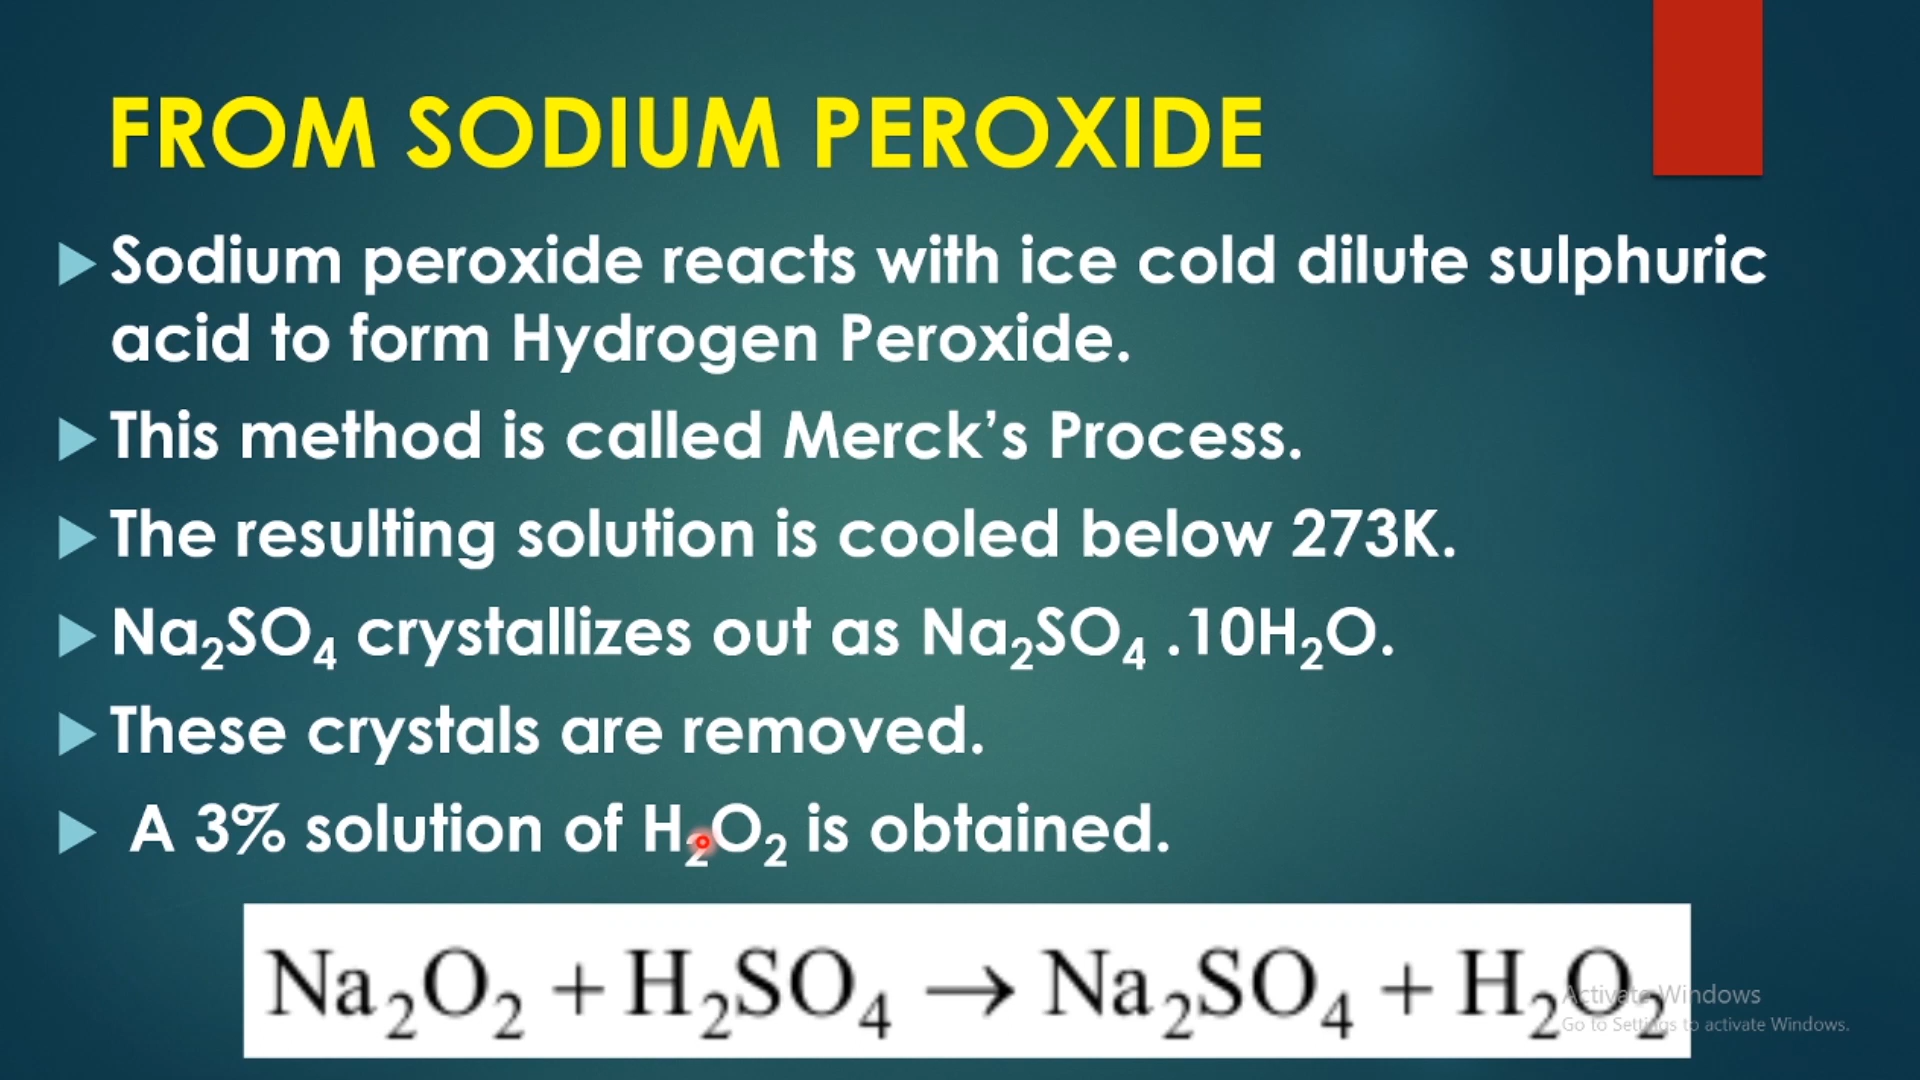 FROM SODIUM PEROXIDE
Sodium peroxide reacts with ice cold dilute sulphuric
acid to form Hydrogen Peroxide.
This method is called Merck’s Process.
The resulting solution is cooled below 273K.
Na₂SO₄ crystallizes out as Na₂SO₄ .10H₂O.
These crystals are removed.
A 3% solution of H₂O₂ is obtained.
Na₂O₂ + H₂SO₄ → Na₂SO₄ + H₂O₂
Activate Windows
Go to Settings to activate Windows.